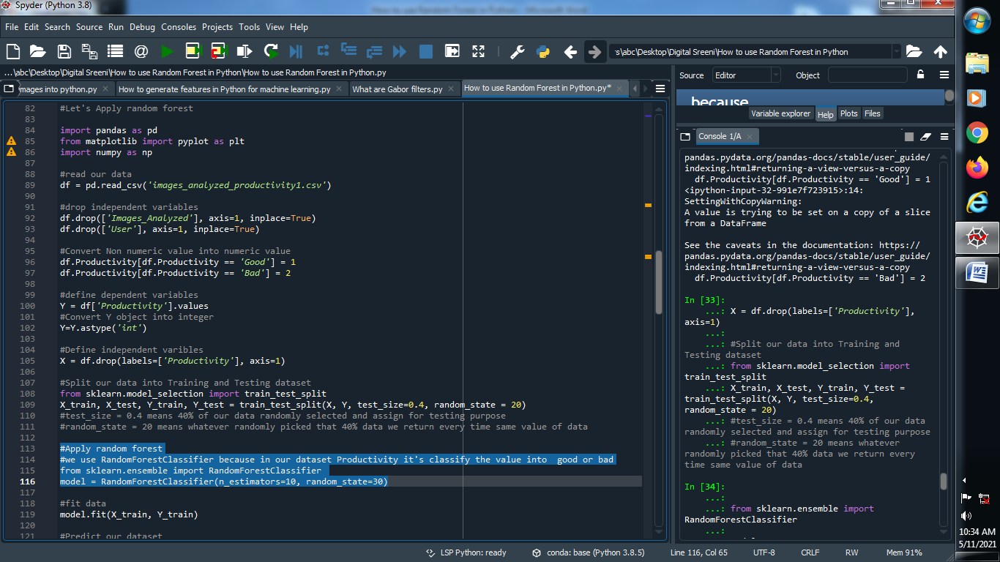 Spyder (Python 3.8)
File Edit Search Source Run Debug Consoles Projects Tools View Help
:s\abc\Desktop\Digital Sreeni\How to use Random Forest in Python
...\abc\Desktop\Digital Sreeni\How to use Random Forest in Python\How to use Random Forest in Python.py
mages into python.py How to generate features in Python for machine learning.py What are Gabor filters.py How to use Random Forest in Python.py*
82 #Let's Apply random forest
83
84 import pandas as pd
85 from matplotlib import pyplot as plt
86 import numpy as np
87
88 #read our data
89 df = pd.read_csv('images_analyzed_productivity1.csv')
90
91 #drop independent variables
92 df.drop(['Images_Analyzed'], axis=1, inplace=True)
93 df.drop(['User'], axis=1, inplace=True)
94
95 #Convert Non numeric value into numeric value
96 df.Productivity[df.Productivity == 'Good'] = 1
97 df.Productivity[df.Productivity == 'Bad'] = 2
98
99 #define dependent variables
100 Y = df['Productivity'].values
101 #Convert Y object into integer
102 Y=Y.astype('int')
103
104 #Define independent varibles
105 X = df.drop(labels=['Productivity'], axis=1)
106
107 #Split our data into Training and Testing dataset
108 from sklearn.model_selection import train_test_split
109 X_train, X_test, Y_train, Y_test = train_test_split(X, Y, test_size=0.4, random_state = 20)
110 #test_size = 0.4 means 40% of our data randomly selected and assign for testing purpose
111 #random_state = 20 means whatever randomly picked that 40% data we return every time same value of data
112
113 #Apply random forest
114 #we use RandomForestClassifier because in our dataset Productivity it's classify the value into  good or bad
115 from sklearn.ensemble import RandomForestClassifier
116 model = RandomForestClassifier(n_estimators=10, random_state=30)
117
118 #fit data
119 model.fit(X_train, Y_train)
120
121 #Predict our dataset
Source Editor Object
because
Variable explorer Help Plots Files
Console 1/A
pandas.pydata.org/pandas-docs/stable/user_guide/
indexing.html#returning-a-view-versus-a-copy
df.Productivity[df.Productivity == 'Good'] = 1
<ipython-input-32-991e7f723915>:14:
SettingWithCopyWarning:
A value is trying to be set on a copy of a slice
from a DataFrame
See the caveats in the documentation: https://
pandas.pydata.org/pandas-docs/stable/user_guide/
indexing.html#returning-a-view-versus-a-copy
df.Productivity[df.Productivity == 'Bad'] = 2
In [33]:
...: X = df.drop(labels=['Productivity'],
axis=1)
...:
...: #Split our data into Training and
Testing dataset
...: from sklearn.model_selection import
train_test_split
...: X_train, X_test, Y_train, Y_test =
train_test_split(X, Y, test_size=0.4,
random_state = 20)
...: #test_size = 0.4 means 40% of our data
randomly selected and assign for testing purpose
...: #random_state = 20 means whatever
randomly picked that 40% data we return every
time same value of data
In [34]:
...:
...: from sklearn.ensemble import
RandomForestClassifier
...:
LSP Python: ready conda: base (Python 3.8.5) Line 116, Col 65 UTF-8 CRLF RW Mem 91%
10:34 AM
5/11/2021